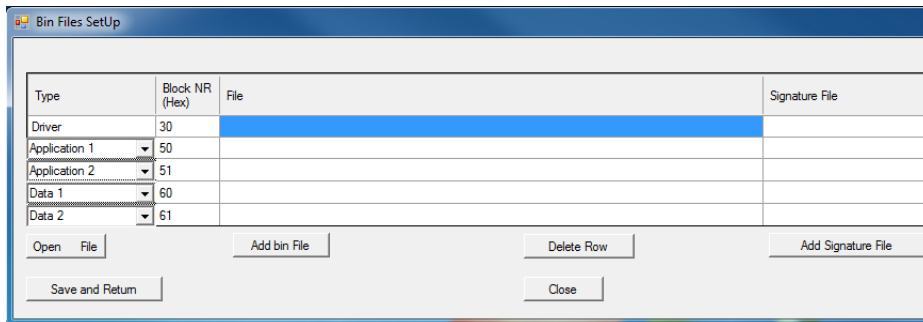 Bin Files SetUp
Type Block NR (Hex) File Signature File
Driver 30
Application 1 50
Application 2 51
Data 1 60
Data 2 61
Open File Add bin File Delete Row Add Signature File
Save and Return Close